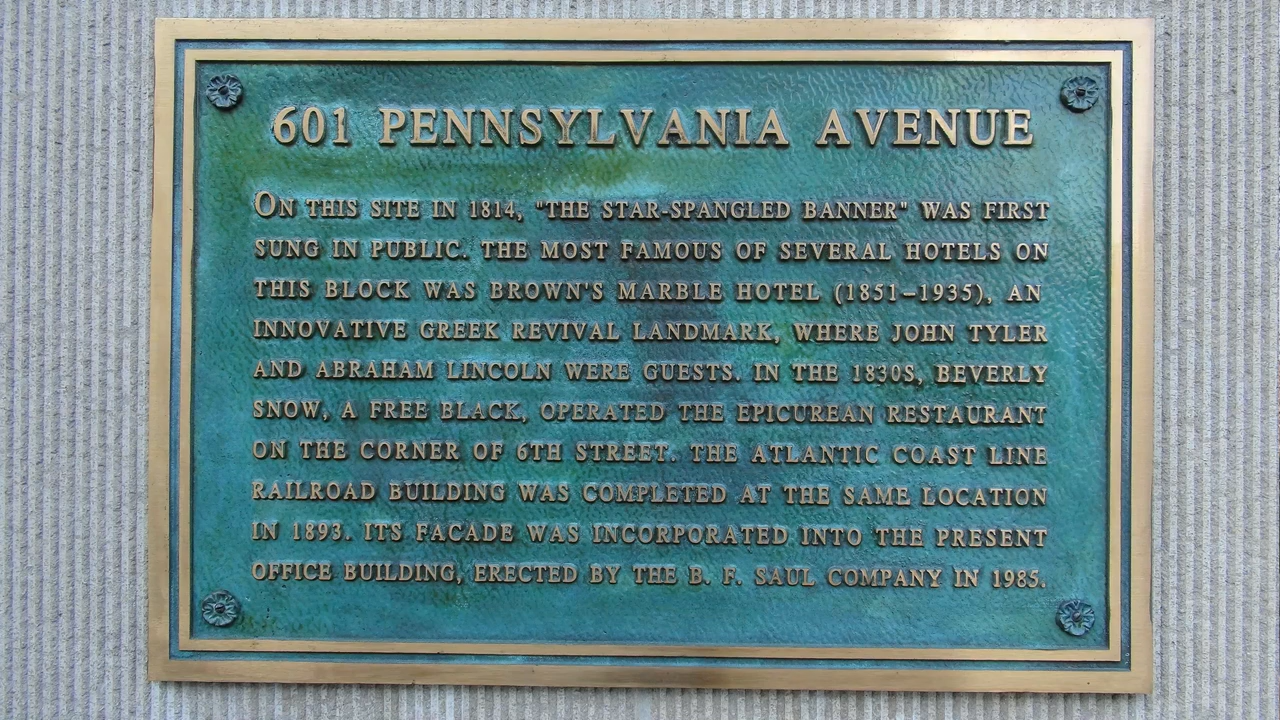 601 PENNSYLVANIA AVENUE
ON THIS SITE IN 1814, "THE STAR-SPANGLED BANNER" WAS FIRST
SUNG IN PUBLIC. THE MOST FAMOUS OF SEVERAL HOTELS ON
THIS BLOCK WAS BROWN'S MARBLE HOTEL (1851–1935), AN
INNOVATIVE GREEK REVIVAL LANDMARK, WHERE JOHN TYLER
AND ABRAHAM LINCOLN WERE GUESTS. IN THE 1830S, BEVERLY
SNOW, A FREE BLACK, OPERATED THE EPICUREAN RESTAURANT
ON THE CORNER OF 6TH STREET. THE ATLANTIC COAST LINE
RAILROAD BUILDING WAS COMPLETED AT THE SAME LOCATION
IN 1893. ITS FACADE WAS INCORPORATED INTO THE PRESENT
OFFICE BUILDING, ERECTED BY THE B. F. SAUL COMPANY IN 1985.